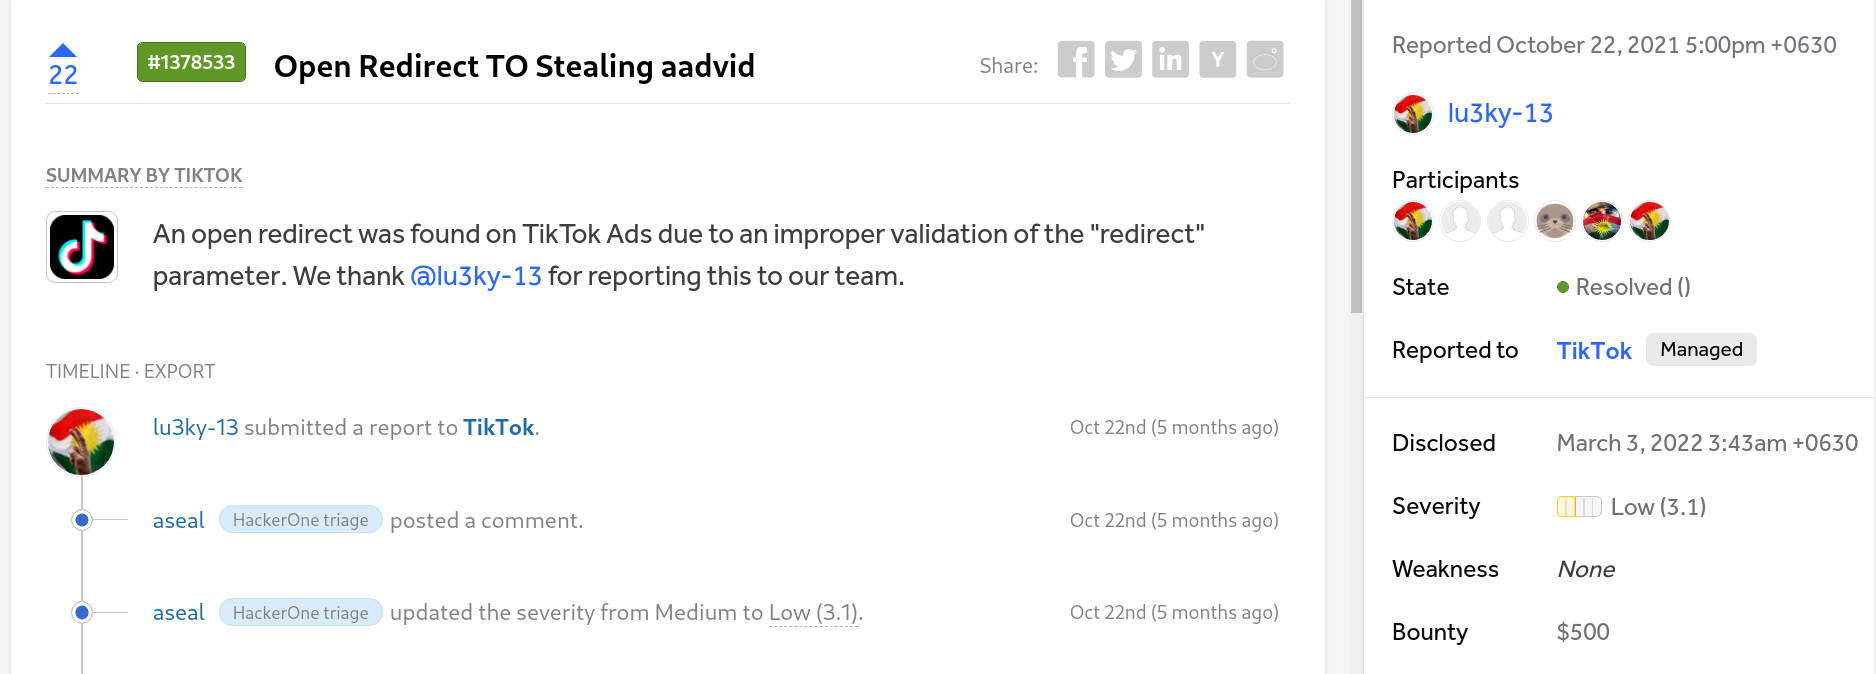 22
#1378533
Open Redirect TO Stealing aadvid
Share:
Y
SUMMARY BY TIKTOK
An open redirect was found on TikTok Ads due to an improper validation of the "redirect"
parameter. We thank @lu3ky-13 for reporting this to our team.
TIMELINE · EXPORT
lu3ky-13 submitted a report to TikTok.
Oct 22nd (5 months ago)
aseal HackerOne triage posted a comment.
Oct 22nd (5 months ago)
aseal HackerOne triage updated the severity from Medium to Low (3.1).
Oct 22nd (5 months ago)
Reported October 22, 2021 5:00pm +0630
lu3ky-13
Participants
State Resolved ()
Reported to TikTok Managed
Disclosed March 3, 2022 3:43am +0630
Severity Low (3.1)
Weakness None
Bounty $500